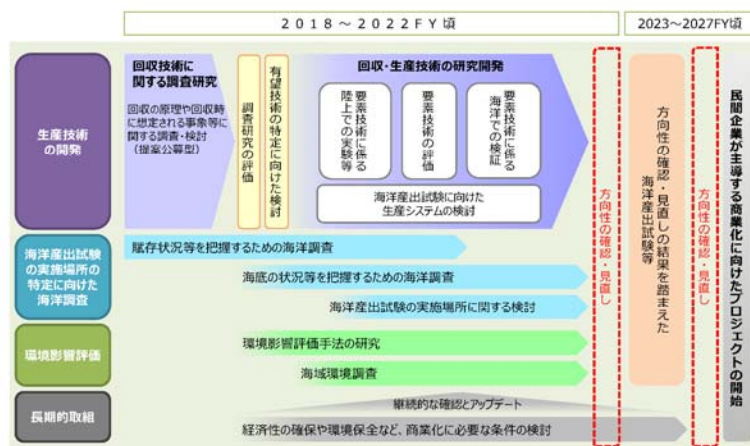 2018～2022FY頃
2023～2027FY頃
生産技術
の開発
回収技術に
関する調査研究
回収の原理や回収時
に想定される事象等に
関する調査・検討
（提案公募型）
調査研究の評価
有望技術の特定に向けた検討
回収・生産技術の研究開発
要素技術に係る
陸上での実験等
要素技術の評価
要素技術に係る
海洋での検証
海洋産出試験に向けた
生産システムの検討
方向性の確認・見直し
方向性の確認・見直しの結果を踏まえた
海洋産出試験等
方向性の確認・見直し
民間企業が主導する商業化に向けたプロジェクトの開始
海洋産出試験
の実施場所の
特定に向けた
海洋調査
賦存状況等を把握するための海洋調査
海底の状況等を把握するための海洋調査
海洋産出試験の実施場所に関する検討
環境影響評価
環境影響評価手法の研究
海域環境調査
長期的取組
継続的な確認とアップデート
経済性の確保や環境保全など、商業化に必要な条件の検討